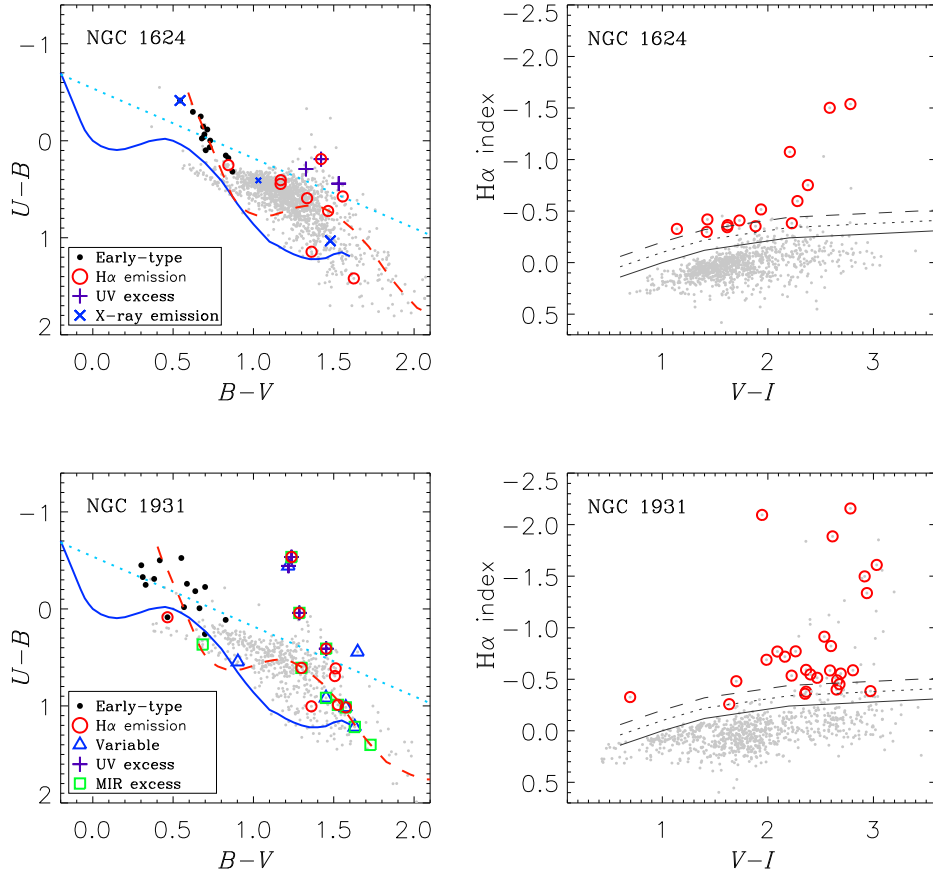 NGC 1624
−1
0
1
2
U−B
0.0 0.5 1.0 1.5 2.0
B−V
Early-type
Hα emission
UV excess
X-ray emission
NGC 1624
−2.5
−2.0
−1.5
−1.0
−0.5
0.0
0.5
Hα index
1 2 3
V−I
NGC 1931
−1
0
1
2
U−B
0.0 0.5 1.0 1.5 2.0
B−V
Early-type
Hα emission
Variable
UV excess
MIR excess
NGC 1931
−2.5
−2.0
−1.5
−1.0
−0.5
0.0
0.5
Hα index
1 2 3
V−I